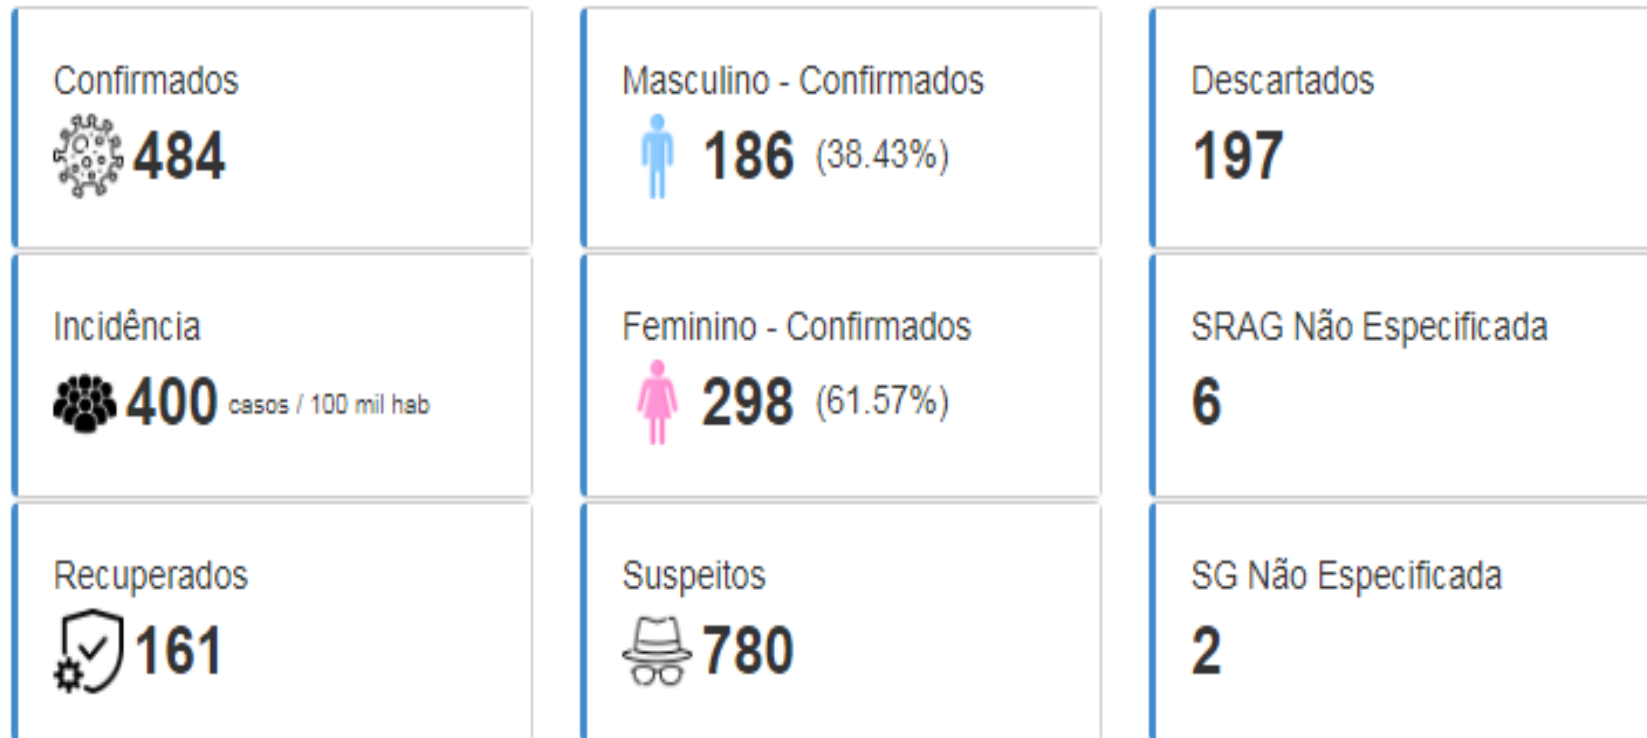 Confirmados
484
Masculino - Confirmados
186 (38.43%)
Descartados
197
Incidência
400 casos / 100 mil hab
Feminino - Confirmados
298 (61.57%)
SRAG Não Especificada
6
Recuperados
161
Suspeitos
780
SG Não Especificada
2